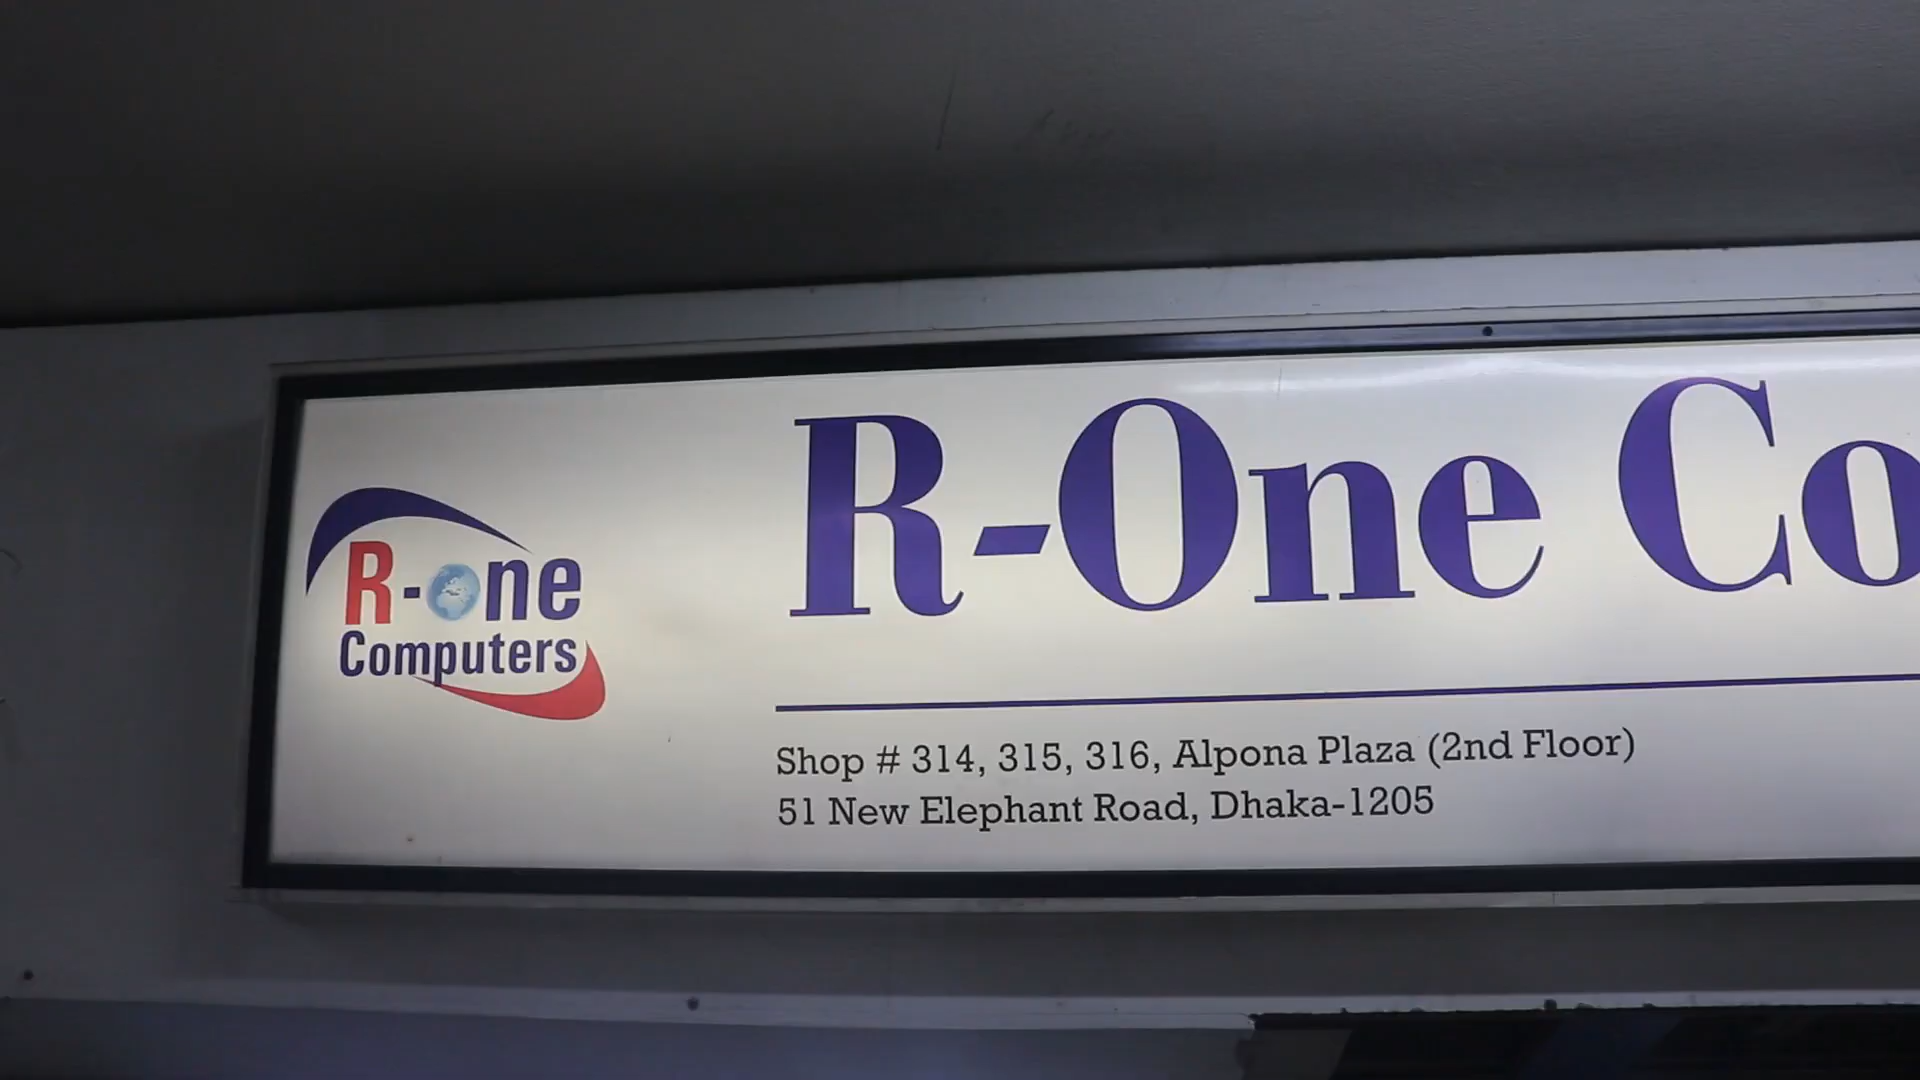 R-One Co
R-one
Computers
Shop # 314, 315, 316, Alpona Plaza (2nd Floor)
51 New Elephant Road, Dhaka-1205